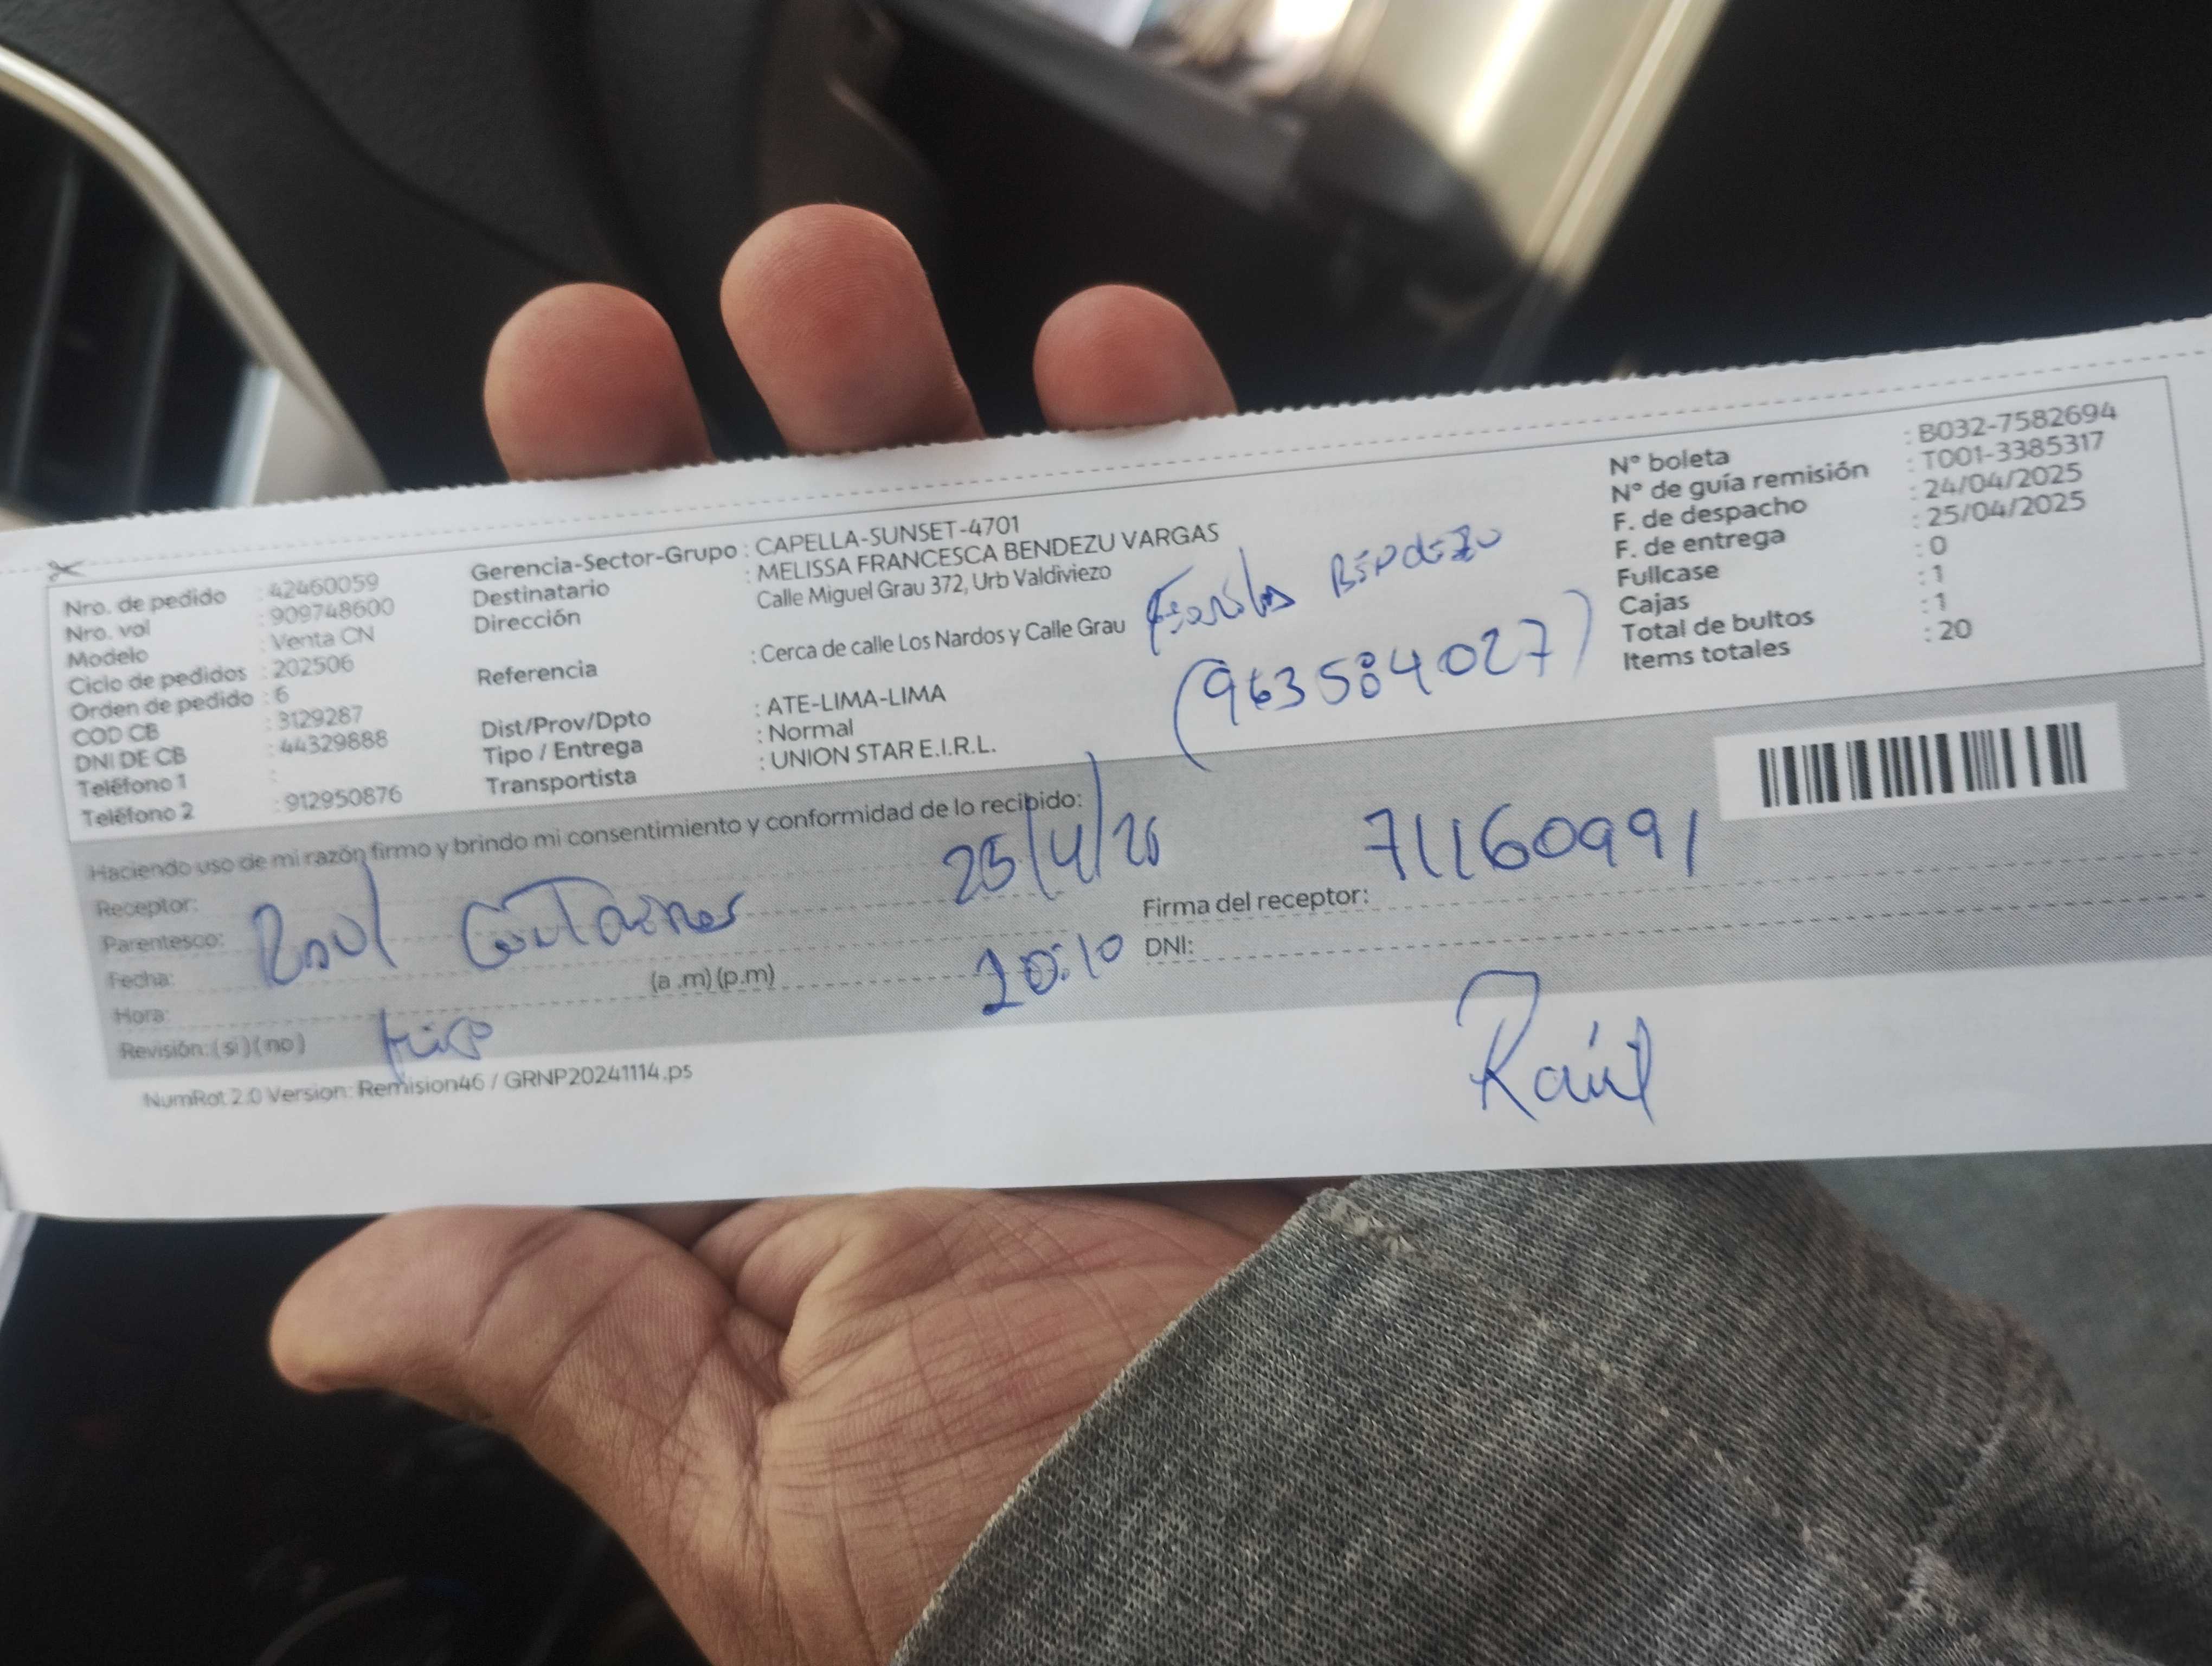 Nro. de pedido : 42460059
Nro. vol : 909748600
Modelo : Venta CN
Ciclo de pedidos : 202506
Orden de pedido : 6
COD CB : 3129287
DNI DE CB : 44329888
Teléfono 1 :
Teléfono 2 : 912950876
Gerencia-Sector-Grupo : CAPELLA-SUNSET-4701
Destinatario : MELISSA FRANCESCA BENDEZU VARGAS
Dirección Calle Miguel Grau 372, Urb Valdiviezo
Referencia : Cerca de calle Los Nardos y Calle Grau
Dist/Prov/Dpto : ATE-LIMA-LIMA
Tipo / Entrega : Normal
Transportista : UNION STAR E.I.R.L.
BENDEZU
(963584027)
N° boleta : B032-7582694
N° de guía remisión : T001-3385317
F. de despacho : 24/04/2025
F. de entrega : 25/04/2025
Fullcase : 0
Cajas : 1
Total de bultos : 1
Items totales : 20
Haciendo uso de mi razón firmo y brindo mi consentimiento y conformidad de lo recibido:
Receptor:
Parentesco:
Raul
25/4/25
Fecha:
Hora: (a .m) (p.m)
10:10
Revisión: ( si ) ( no )
Firma del receptor:
71160991
DNI:
Raúl
NumRot 2.0 Version: Remision46 / GRNP20241114.ps